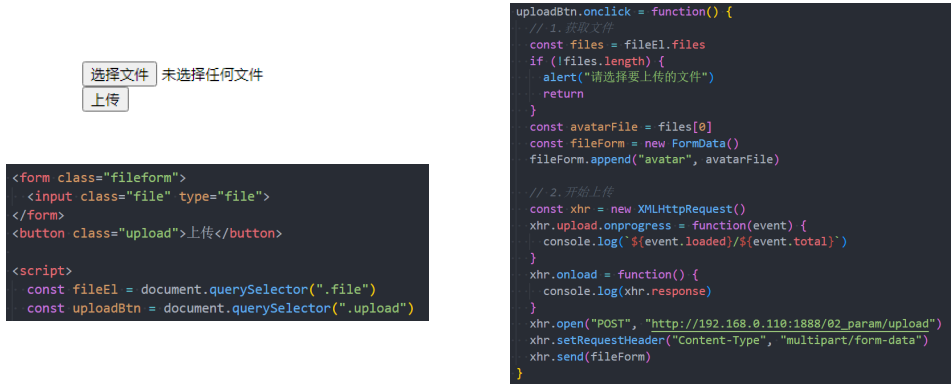 选择文件 未选择任何文件
上传
<form class="fileform">
  <input class="file" type="file">
</form>
<button class="upload">上传</button>

<script>
  const fileEl = document.querySelector(".file")
  const uploadBtn = document.querySelector(".upload")
uploadBtn.onclick = function() {
  // 1.获取文件
  const files = fileEl.files
  if (!files.length) {
    alert("请选择要上传的文件")
    return
  }
  const avatarFile = files[0]
  const fileForm = new FormData()
  fileForm.append("avatar", avatarFile)

  // 2.开始上传
  const xhr = new XMLHttpRequest()
  xhr.upload.onprogress = function(event) {
    console.log(`${event.loaded}/${event.total}`)
  }
  xhr.onload = function() {
    console.log(xhr.response)
  }
  xhr.open("POST", "http://192.168.0.110:1888/02_param/upload")
  xhr.setRequestHeader("Content-Type", "multipart/form-data")
  xhr.send(fileForm)
}